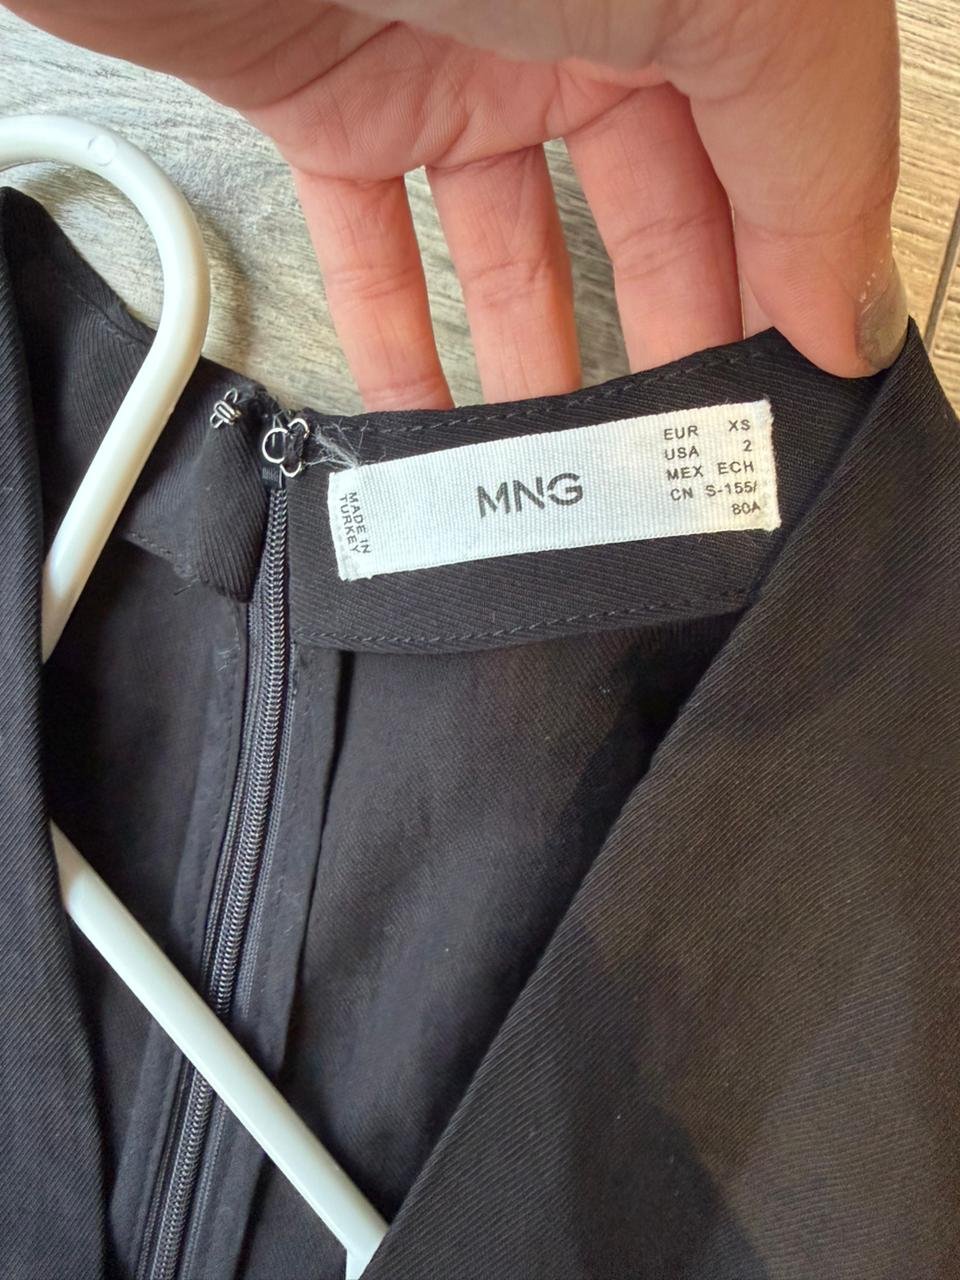 MADE IN
TURKEY
MNG
EUR XS
USA 2
MEX ECH
CN S-155/
80A